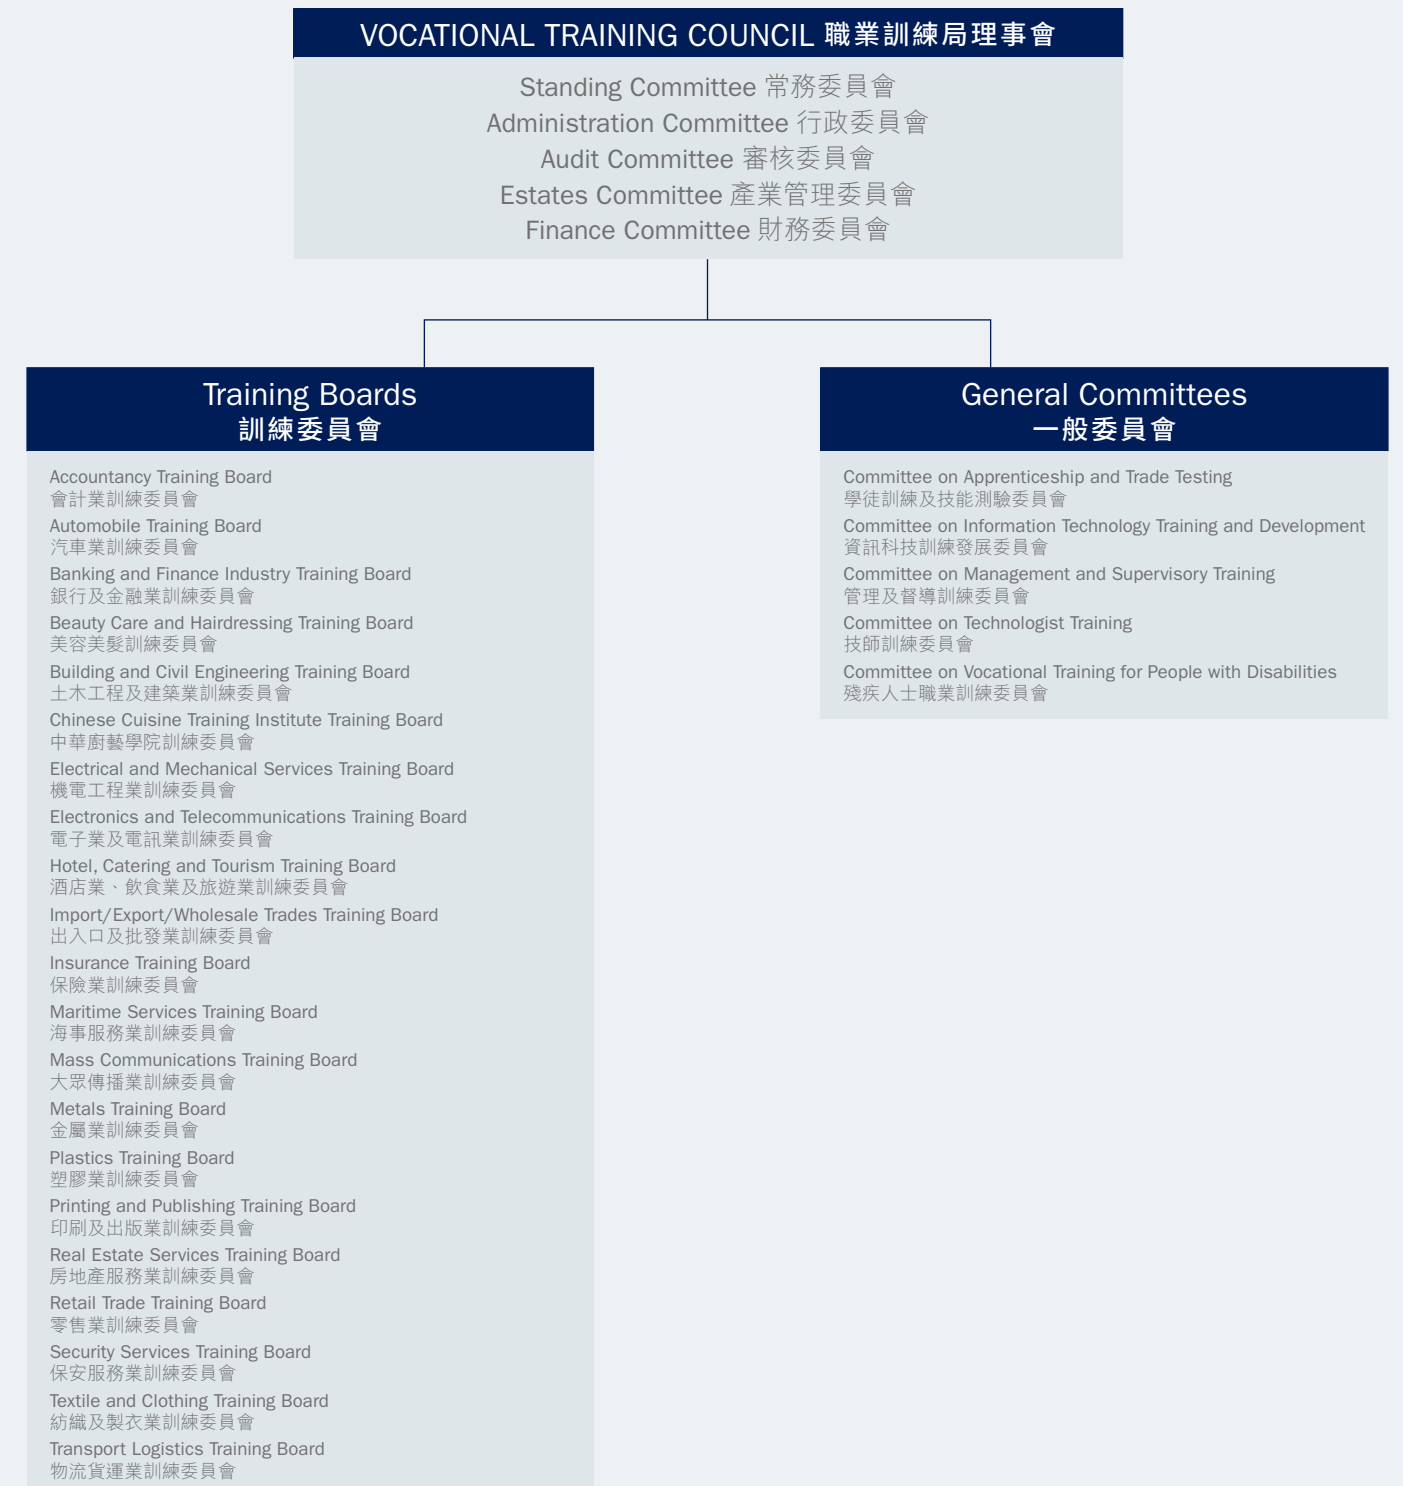 VOCATIONAL TRAINING COUNCIL 職業訓練局理事會
Standing Committee 常務委員會
Administration Committee 行政委員會
Audit Committee 審核委員會
Estates Committee 產業管理委員會
Finance Committee 財務委員會
Training Boards
訓練委員會
Accountancy Training Board
會計業訓練委員會
Automobile Training Board
汽車業訓練委員會
Banking and Finance Industry Training Board
銀行及金融業訓練委員會
Beauty Care and Hairdressing Training Board
美容美髮訓練委員會
Building and Civil Engineering Training Board
土木工程及建築業訓練委員會
Chinese Cuisine Training Institute Training Board
中華廚藝學院訓練委員會
Electrical and Mechanical Services Training Board
機電工程業訓練委員會
Electronics and Telecommunications Training Board
電子業及電訊業訓練委員會
Hotel, Catering and Tourism Training Board
酒店業、飲食業及旅遊業訓練委員會
Import/Export/Wholesale Trades Training Board
出入口及批發業訓練委員會
Insurance Training Board
保險業訓練委員會
Maritime Services Training Board
海事服務業訓練委員會
Mass Communications Training Board
大眾傳播業訓練委員會
Metals Training Board
金屬業訓練委員會
Plastics Training Board
塑膠業訓練委員會
Printing and Publishing Training Board
印刷及出版業訓練委員會
Real Estate Services Training Board
房地產服務業訓練委員會
Retail Trade Training Board
零售業訓練委員會
Security Services Training Board
保安服務業訓練委員會
Textile and Clothing Training Board
紡織及製衣業訓練委員會
Transport Logistics Training Board
物流貨運業訓練委員會
General Committees
一般委員會
Committee on Apprenticeship and Trade Testing
學徒訓練及技能測驗委員會
Committee on Information Technology Training and Development
資訊科技訓練發展委員會
Committee on Management and Supervisory Training
管理及督導訓練委員會
Committee on Technologist Training
技師訓練委員會
Committee on Vocational Training for People with Disabilities
殘疾人士職業訓練委員會